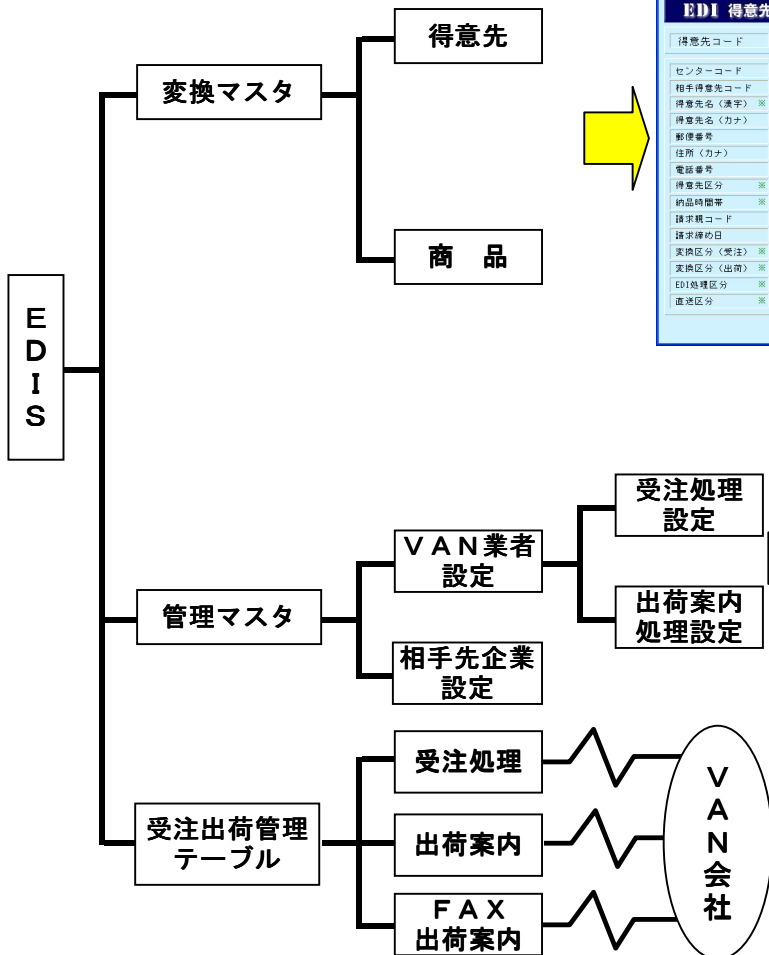 EDIS
変換マスタ
得意先
商　品
EDI 得意先
得意先コード
センターコード
相手得意先コード
得意先名（漢字） ※
得意先名（カナ）
郵便番号
住所（カナ）
電話番号
得意先区分 ※
納品時間帯 ※
請求親コード
請求締め日
変換区分（受注） ※
変換区分（出荷） ※
EDI処理区分 ※
直送区分 ※
管理マスタ
ＶＡＮ業者
設定
受注処理
設定
出荷案内
処理設定
相手先企業
設定
受注出荷管理
テーブル
受注処理
出荷案内
ＦＡＸ
出荷案内
ＶＡＮ会社